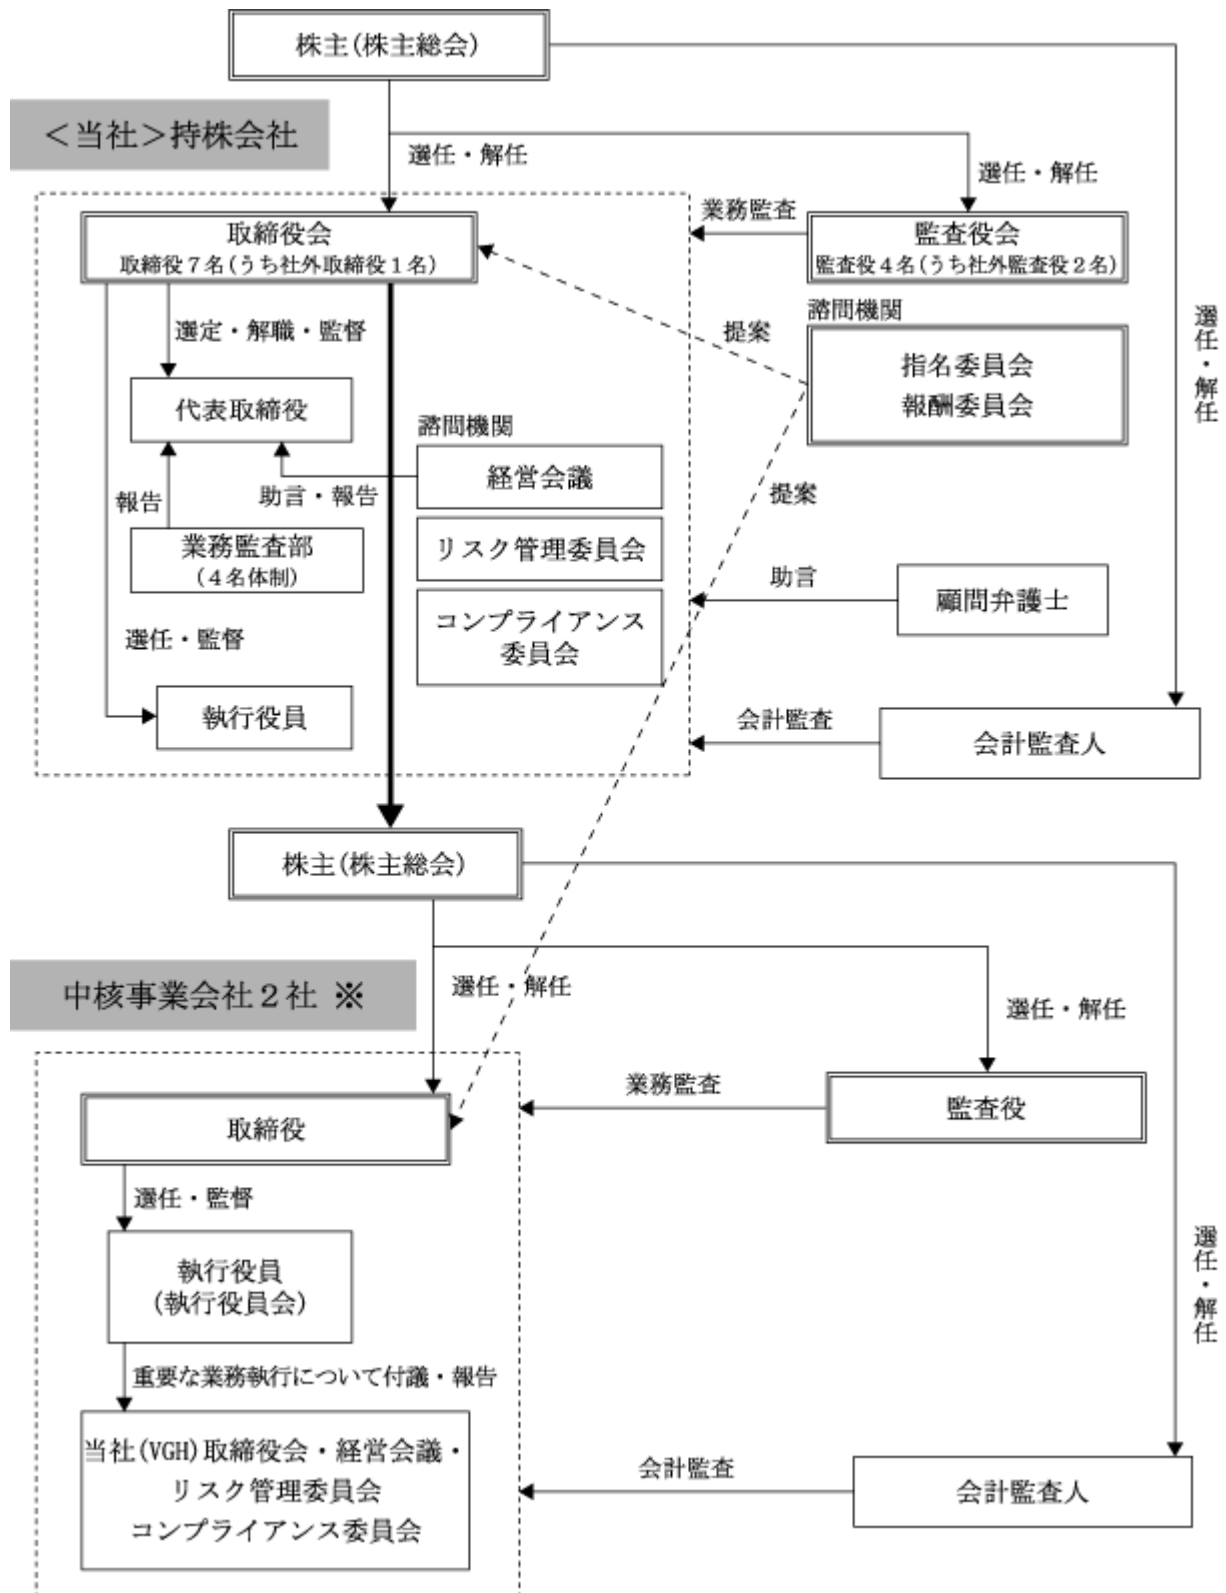 株主(株主総会)
＜当社＞持株会社
選任・解任
選任・解任
取締役会
取締役７名(うち社外取締役１名)
業務監査
監査役会
監査役４名(うち社外監査役２名)
選任・解任
諮問機関
指名委員会
報酬委員会
提案
選定・解職・監督
代表取締役
諮問機関
経営会議
助言・報告
報告
提案
業務監査部
(４名体制)
リスク管理委員会
助言
顧問弁護士
コンプライアンス
委員会
選任・監督
執行役員
会計監査
会計監査人
株主(株主総会)
中核事業会社２社 ※
選任・解任
選任・解任
業務監査
監査役
取締役
選任・監督
執行役員
(執行役員会)
選任・解任
重要な業務執行について付議・報告
当社(VGH)取締役会・経営会議・
リスク管理委員会
コンプライアンス委員会
会計監査
会計監査人